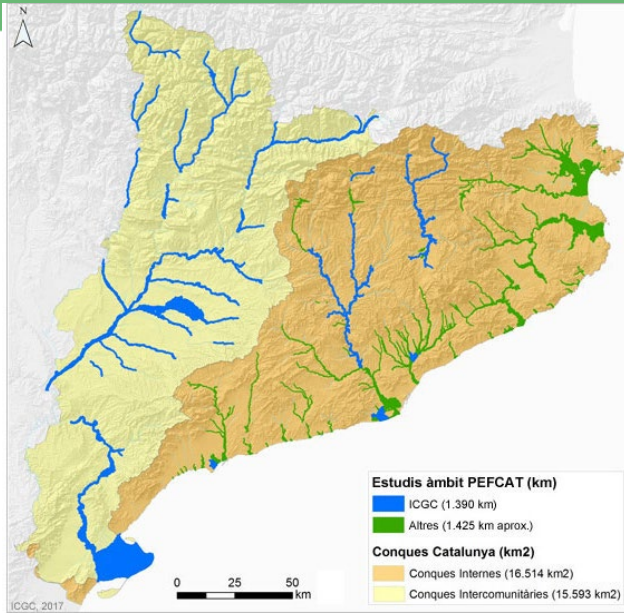 N
Estudis àmbit PEFCAT (km)
ICGC (1.390 km)
Altres (1.425 km aprox.)
Conques Catalunya (km2)
Conques Internes (16.514 km2)
Conques Intercomunitàries (15.593 km2)
0 25 50
km
ICGC, 2017